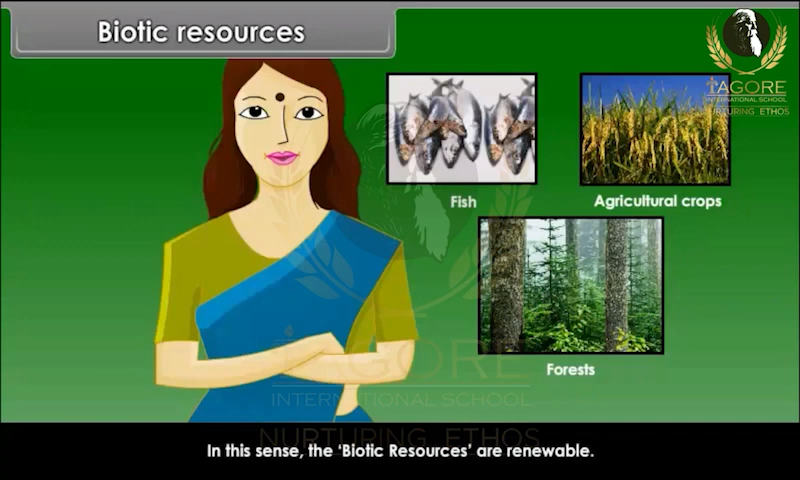 Biotic resources
TAGORE
INTERNATIONAL SCHOOL
NURTURING ETHOS
Fish
Agricultural crops
Forests
TAGORE
INTERNATIONAL SCHOOL
NURTURING ETHOS
In this sense, the ‘Biotic Resources’ are renewable.